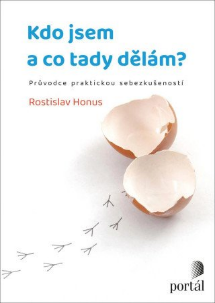 Kdo jsem
a co tady dělám?
Průvodce praktickou sebezkušeností
Rostislav Honus
portál